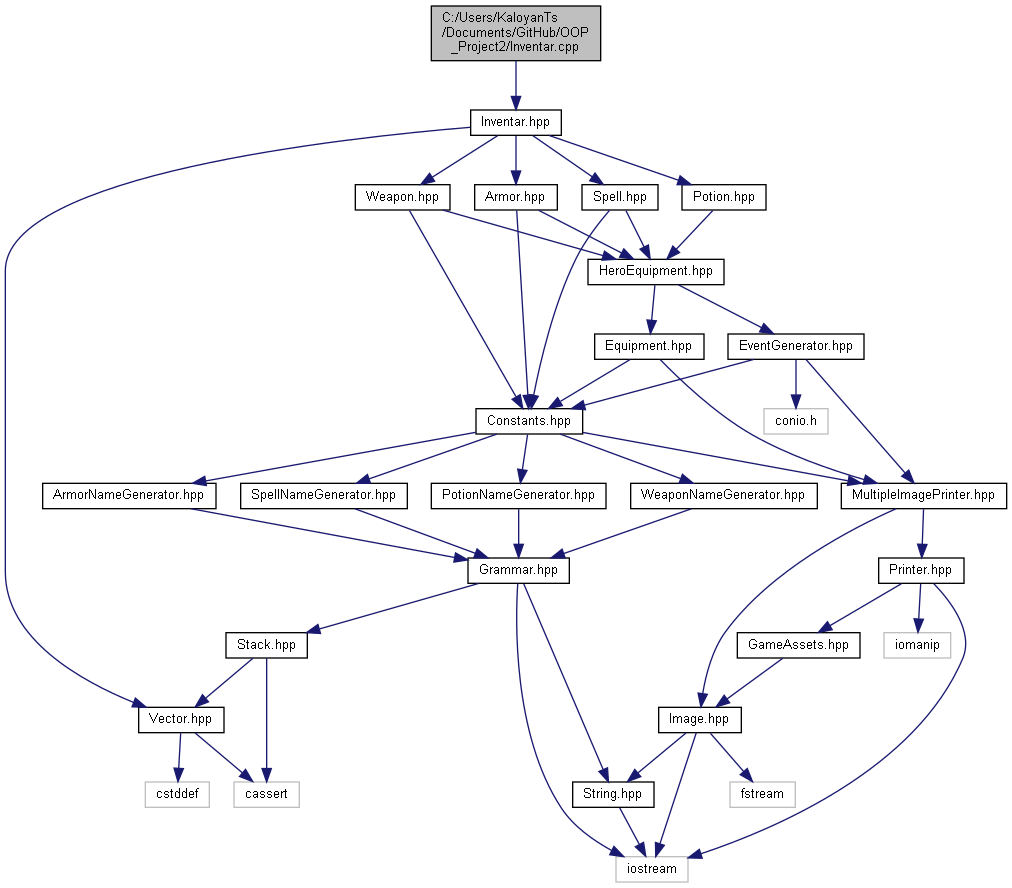 C:/Users/KaloyanTs
/Documents/GitHub/OOP
_Project2/Inventar.cpp
Inventar.hpp
Weapon.hpp
Armor.hpp
Spell.hpp
Potion.hpp
HeroEquipment.hpp
Equipment.hpp
EventGenerator.hpp
Constants.hpp
conio.h
ArmorNameGenerator.hpp
SpellNameGenerator.hpp
PotionNameGenerator.hpp
WeaponNameGenerator.hpp
MultipleImagePrinter.hpp
Grammar.hpp
Printer.hpp
Stack.hpp
GameAssets.hpp
iomanip
Vector.hpp
Image.hpp
cstddef
cassert
String.hpp
fstream
iostream